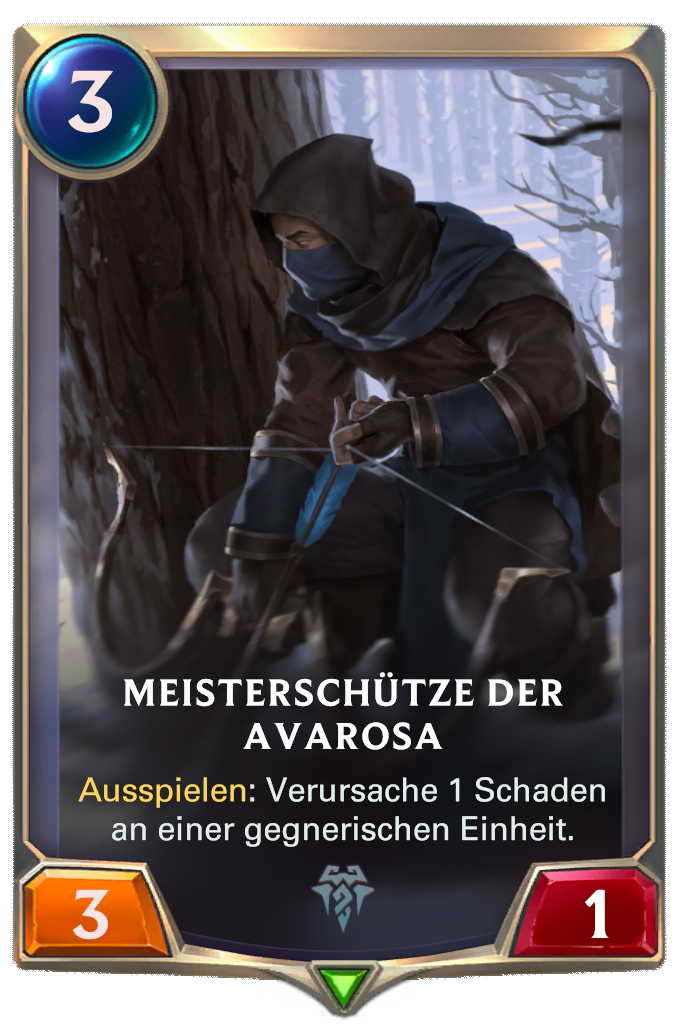 3
MEISTERSCHÜTZE DER
AVAROSA
Ausspielen: Verursache 1 Schaden
an einer gegnerischen Einheit.
3
1